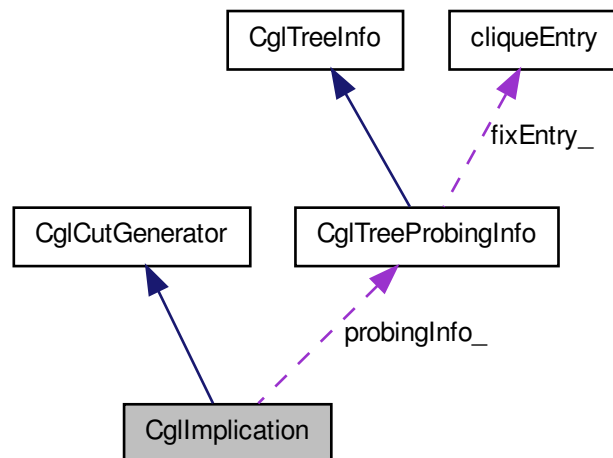 CglTreeInfo
cliqueEntry
fixEntry_
CglCutGenerator
CglTreeProbingInfo
probingInfo_
CglImplication